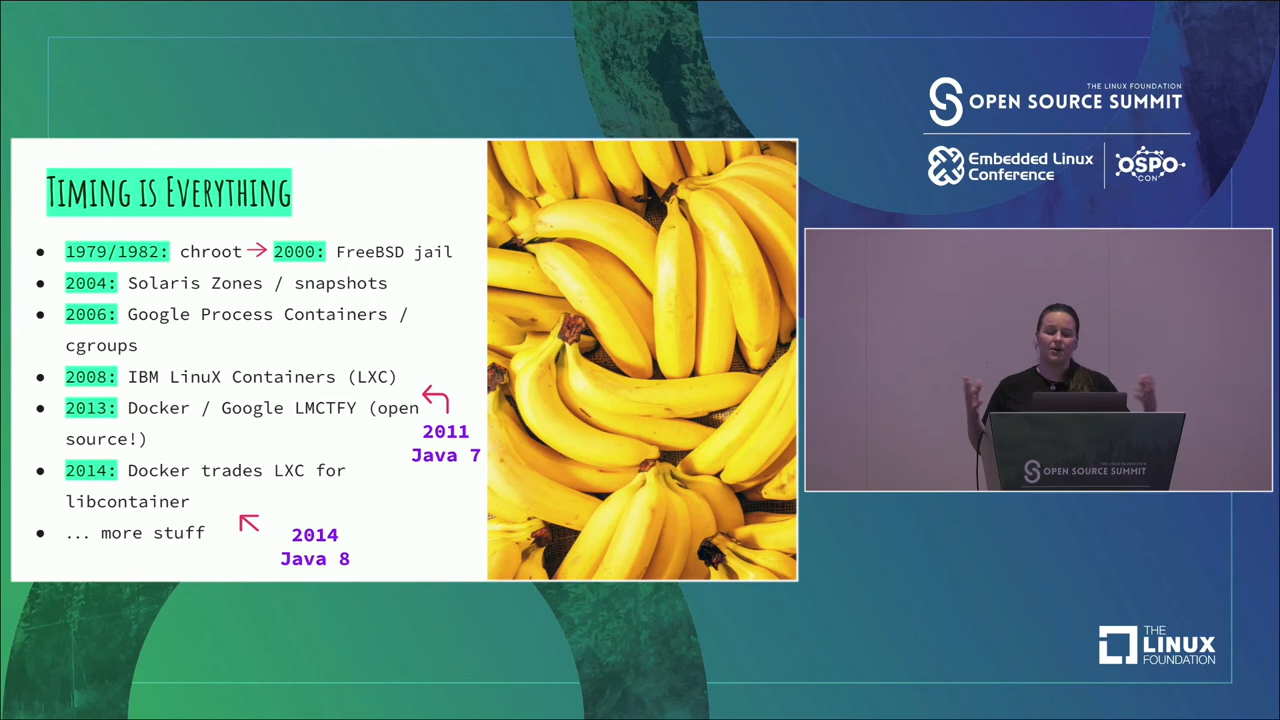 THE LINUX FOUNDATION
OPEN SOURCE SUMMIT
Embedded Linux
Conference
OSPO
CON
Timing is Everything
● 1979/1982: chroot → 2000: FreeBSD jail
● 2004: Solaris Zones / snapshots
● 2006: Google Process Containers /
cgroups
● 2008: IBM LinuX Containers (LXC)
● 2013: Docker / Google LMCTFY (open
source!)
2011
Java 7
● 2014: Docker trades LXC for
libcontainer
● ... more stuff
2014
Java 8
THE LINUX FOUNDATION
OPEN SOURCE SUMMIT
THE
LINUX
FOUNDATION